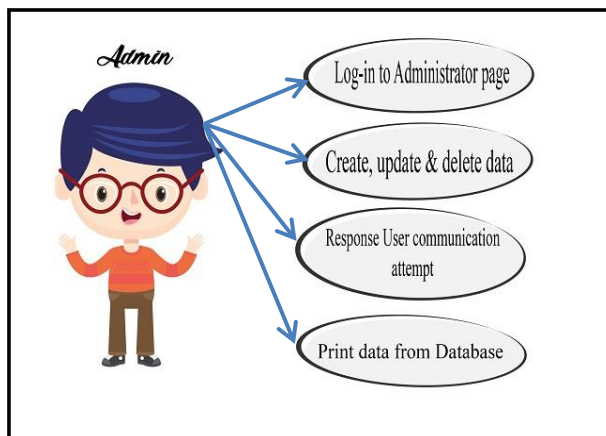 Admin
Log-in to Administrator page
Create, update & delete data
Response User communication
attempt
Print data from Database